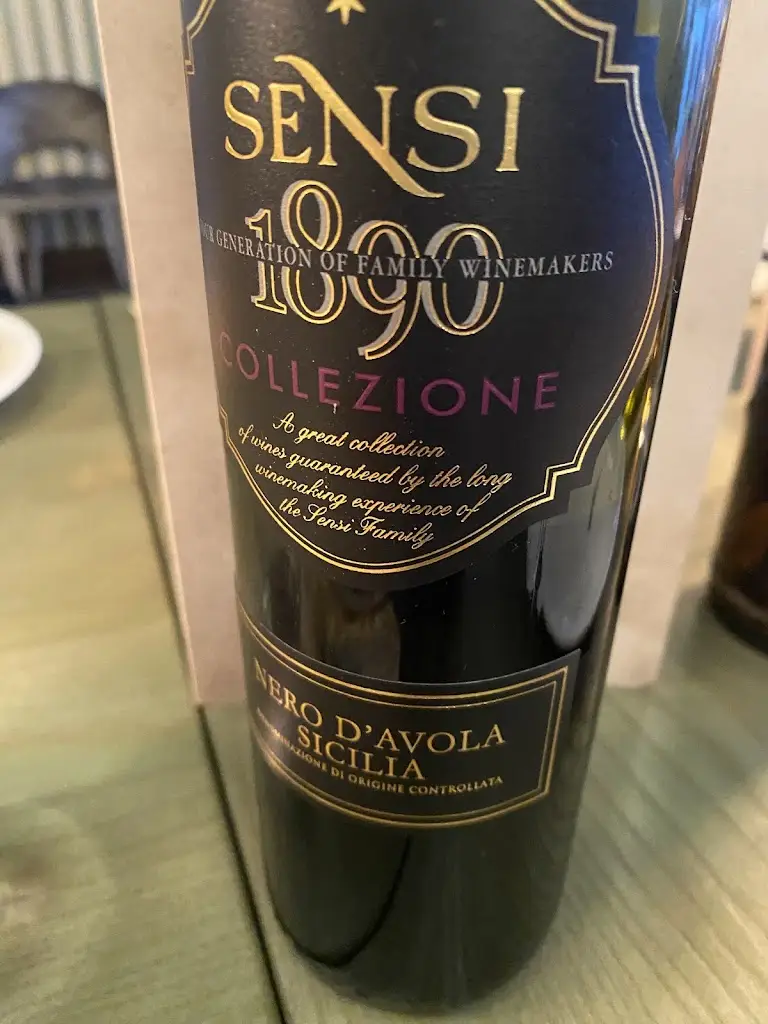 SENSI
1890
GENERATION OF FAMILY WINEMAKERS
COLLEZIONE
A great collection
of wines guaranteed by the long
winemaking experience of
the Sensi Family
NERO D'AVOLA
SICILIA
DENOMINAZIONE DI ORIGINE CONTROLLATA